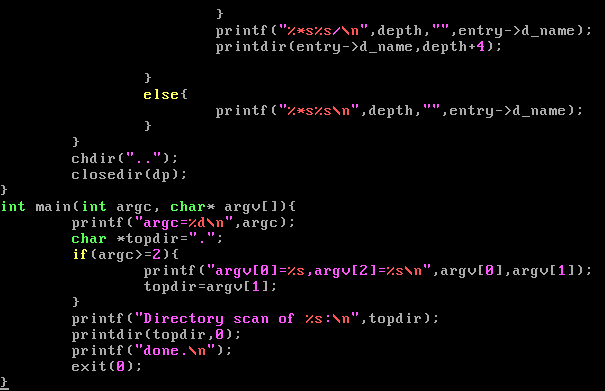 }
printf("%*s%s/\n",depth,"",entry->d_name);
printdir(entry->d_name,depth+4);
}
else{
printf("%*s%s\n",depth,"",entry->d_name);
}
}
chdir("..");
closedir(dp);
}
int main(int argc, char* argv[]){
printf("argc=%d\n",argc);
char *topdir=".";
if(argc>=2){
printf("argv[0]=%s,argv[2]=%s\n",argv[0],argv[1]);
topdir=argv[1];
}
printf("Directory scan of %s:\n",topdir);
printdir(topdir,0);
printf("done.\n");
exit(0);
}